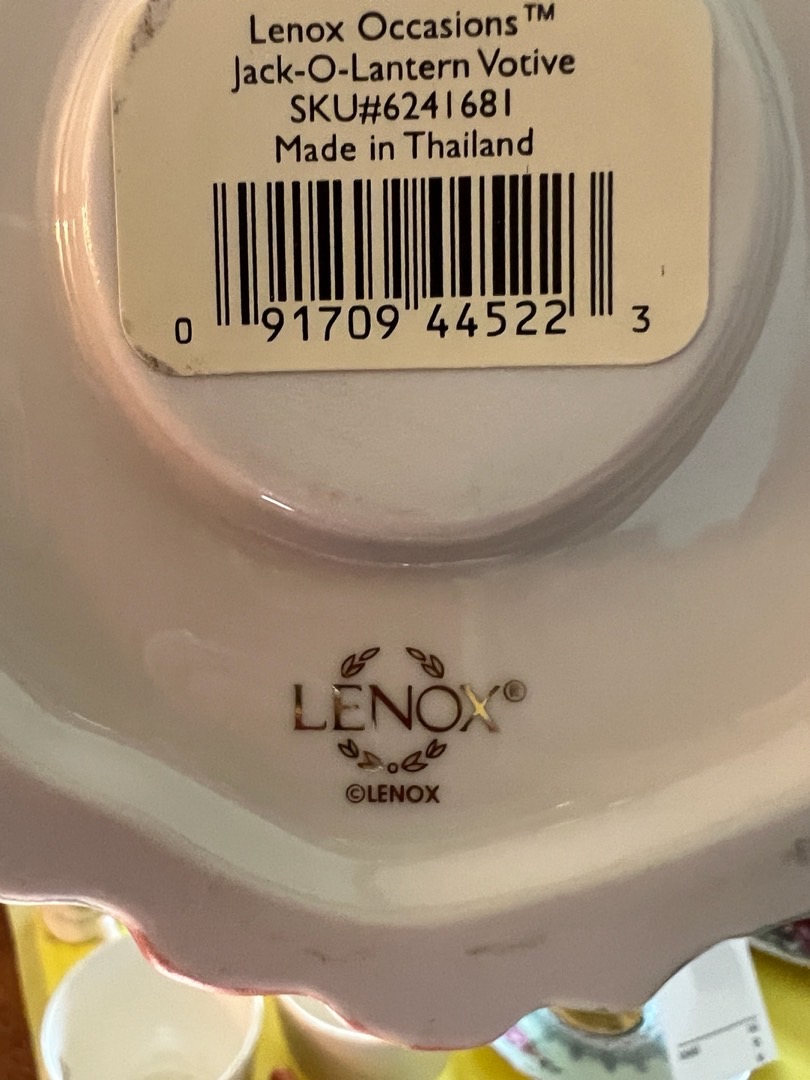 Lenox Occasions™
Jack-O-Lantern Votive
SKU#6241681
Made in Thailand
0 91709 44522 3
LENOX®
©LENOX